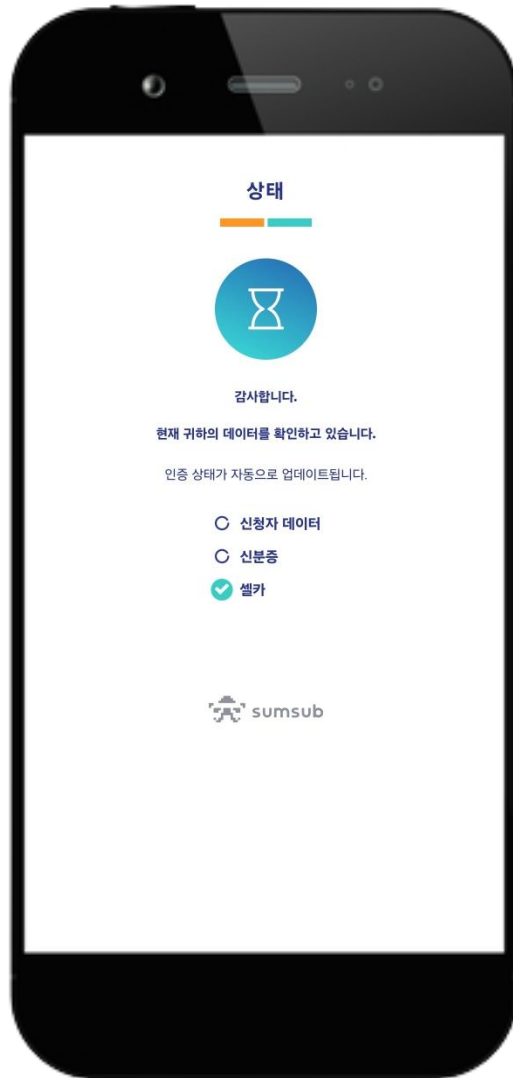 상태
감사합니다.
현재 귀하의 데이터를 확인하고 있습니다.
인증 상태가 자동으로 업데이트됩니다.
신청자 데이터
신분증
셀카
sumsub